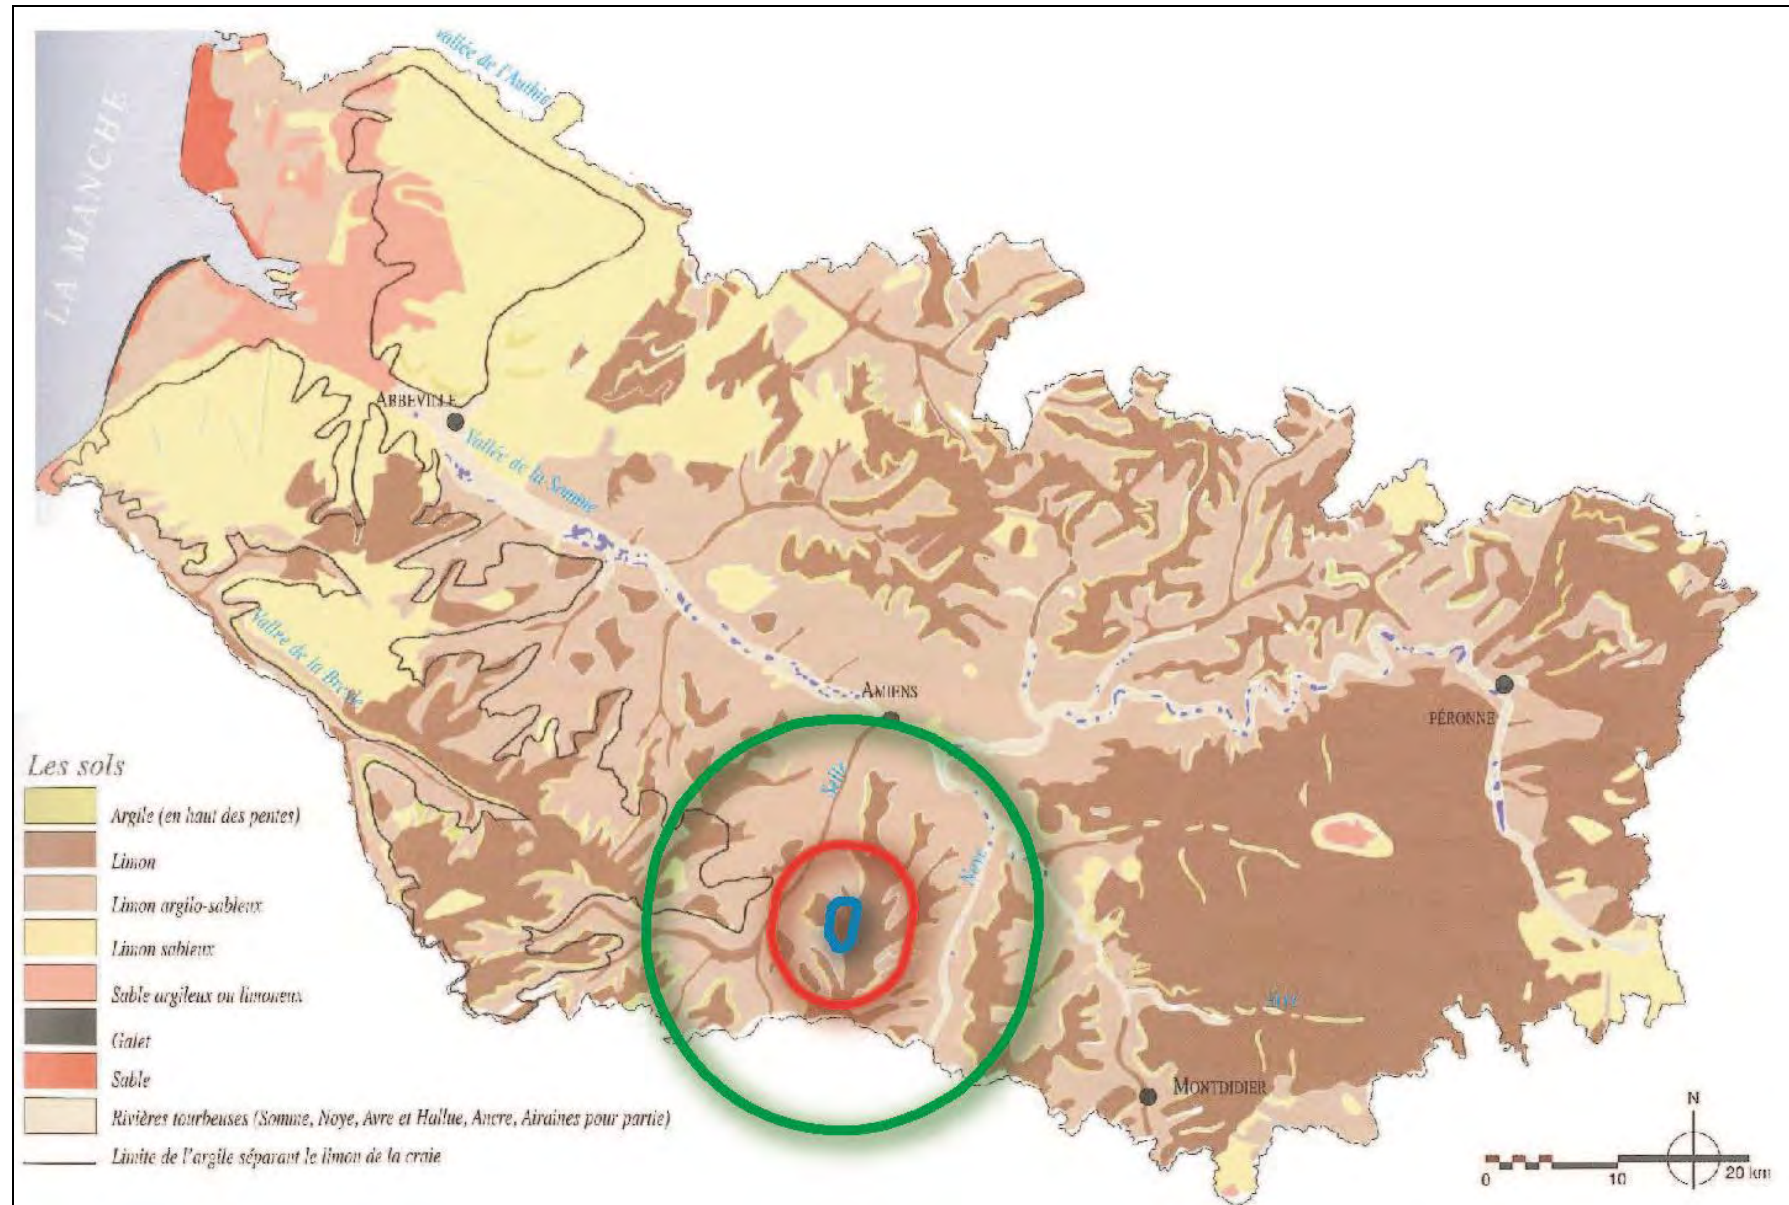 vallée de l'Authie
LA MANCHE
ABBEVILLE
Vallée de la Somme
Vallée de la Bresle
AMIENS
PÉRONNE
Selle
Noye
Avre
MONTDIDIER
Les sols
Argile (en haut des pentes)
Limon
Limon argilo-sableux
Limon sableux
Sable argileux ou limoneux
Galet
Sable
Rivières tourbeuses (Somme, Noye, Avre et Hallue, Ancre, Airaines pour partie)
Limite de l'argile séparant le limon de la craie
N
0 10 20 km